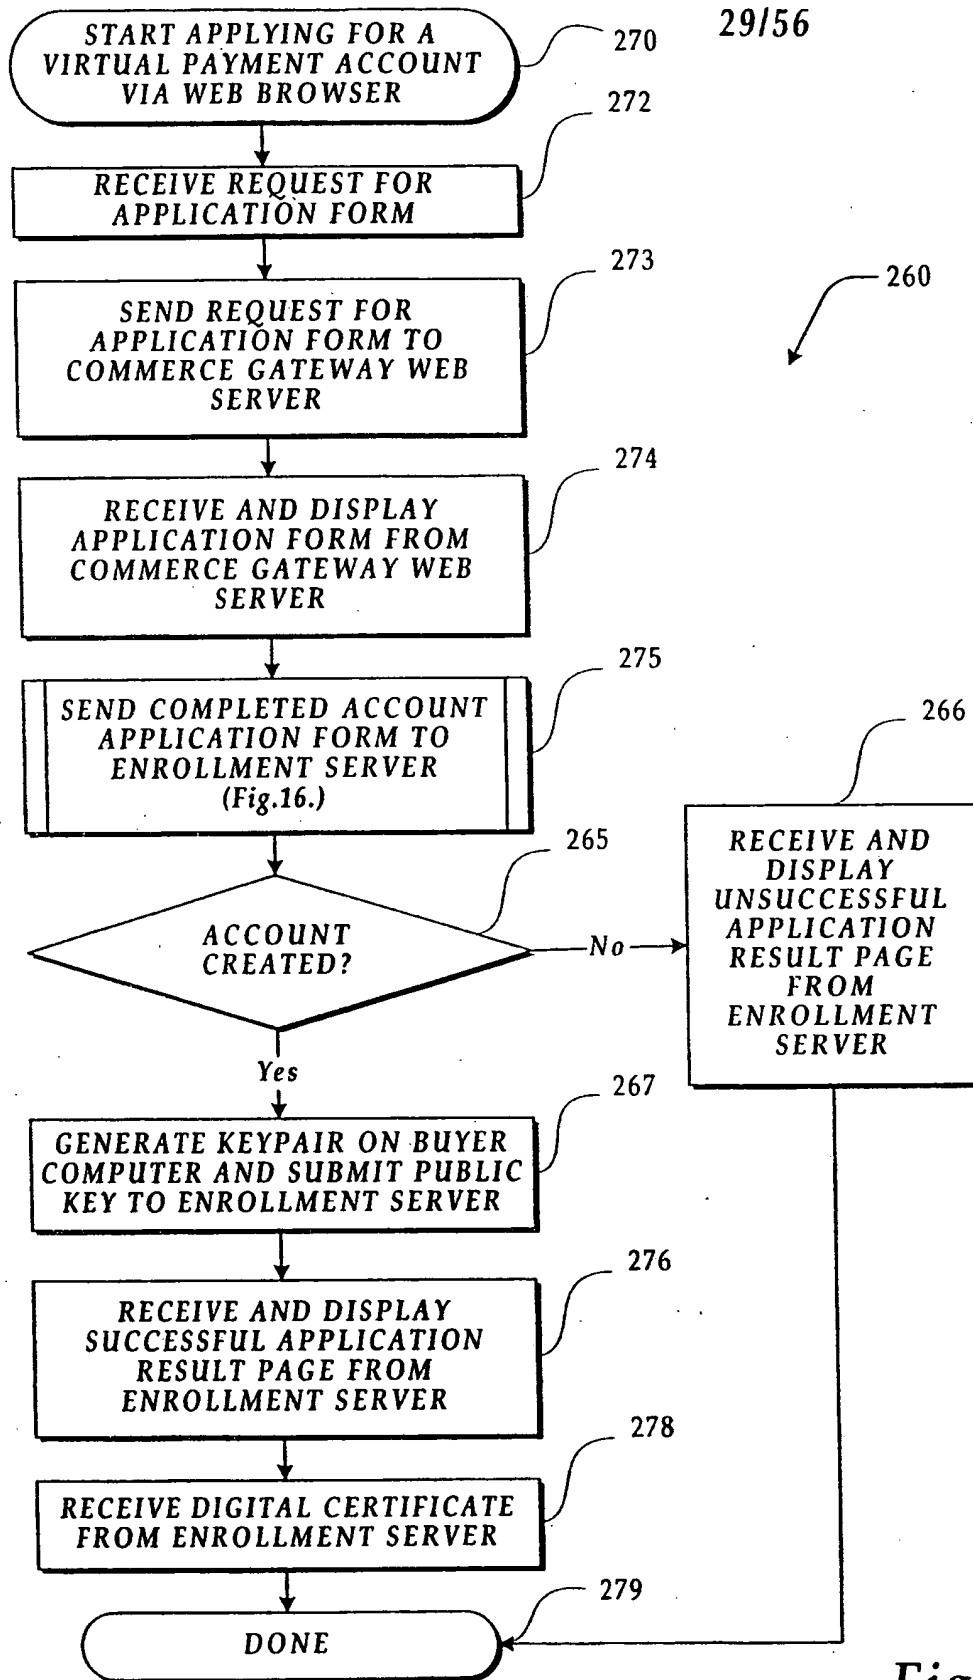 29/56
START APPLYING FOR A
VIRTUAL PAYMENT ACCOUNT
VIA WEB BROWSER
270
272
RECEIVE REQUEST FOR
APPLICATION FORM
273
SEND REQUEST FOR
APPLICATION FORM TO
COMMERCE GATEWAY WEB
SERVER
260
274
RECEIVE AND DISPLAY
APPLICATION FORM FROM
COMMERCE GATEWAY WEB
SERVER
275
SEND COMPLETED ACCOUNT
APPLICATION FORM TO
ENROLLMENT SERVER
(Fig.16.)
265
ACCOUNT
CREATED?
No
266
RECEIVE AND
DISPLAY
UNSUCCESSFUL
APPLICATION
RESULT PAGE
FROM
ENROLLMENT
SERVER
Yes
267
GENERATE KEYPAIR ON BUYER
COMPUTER AND SUBMIT PUBLIC
KEY TO ENROLLMENT SERVER
276
RECEIVE AND DISPLAY
SUCCESSFUL APPLICATION
RESULT PAGE FROM
ENROLLMENT SERVER
278
RECEIVE DIGITAL CERTIFICATE
FROM ENROLLMENT SERVER
279
DONE